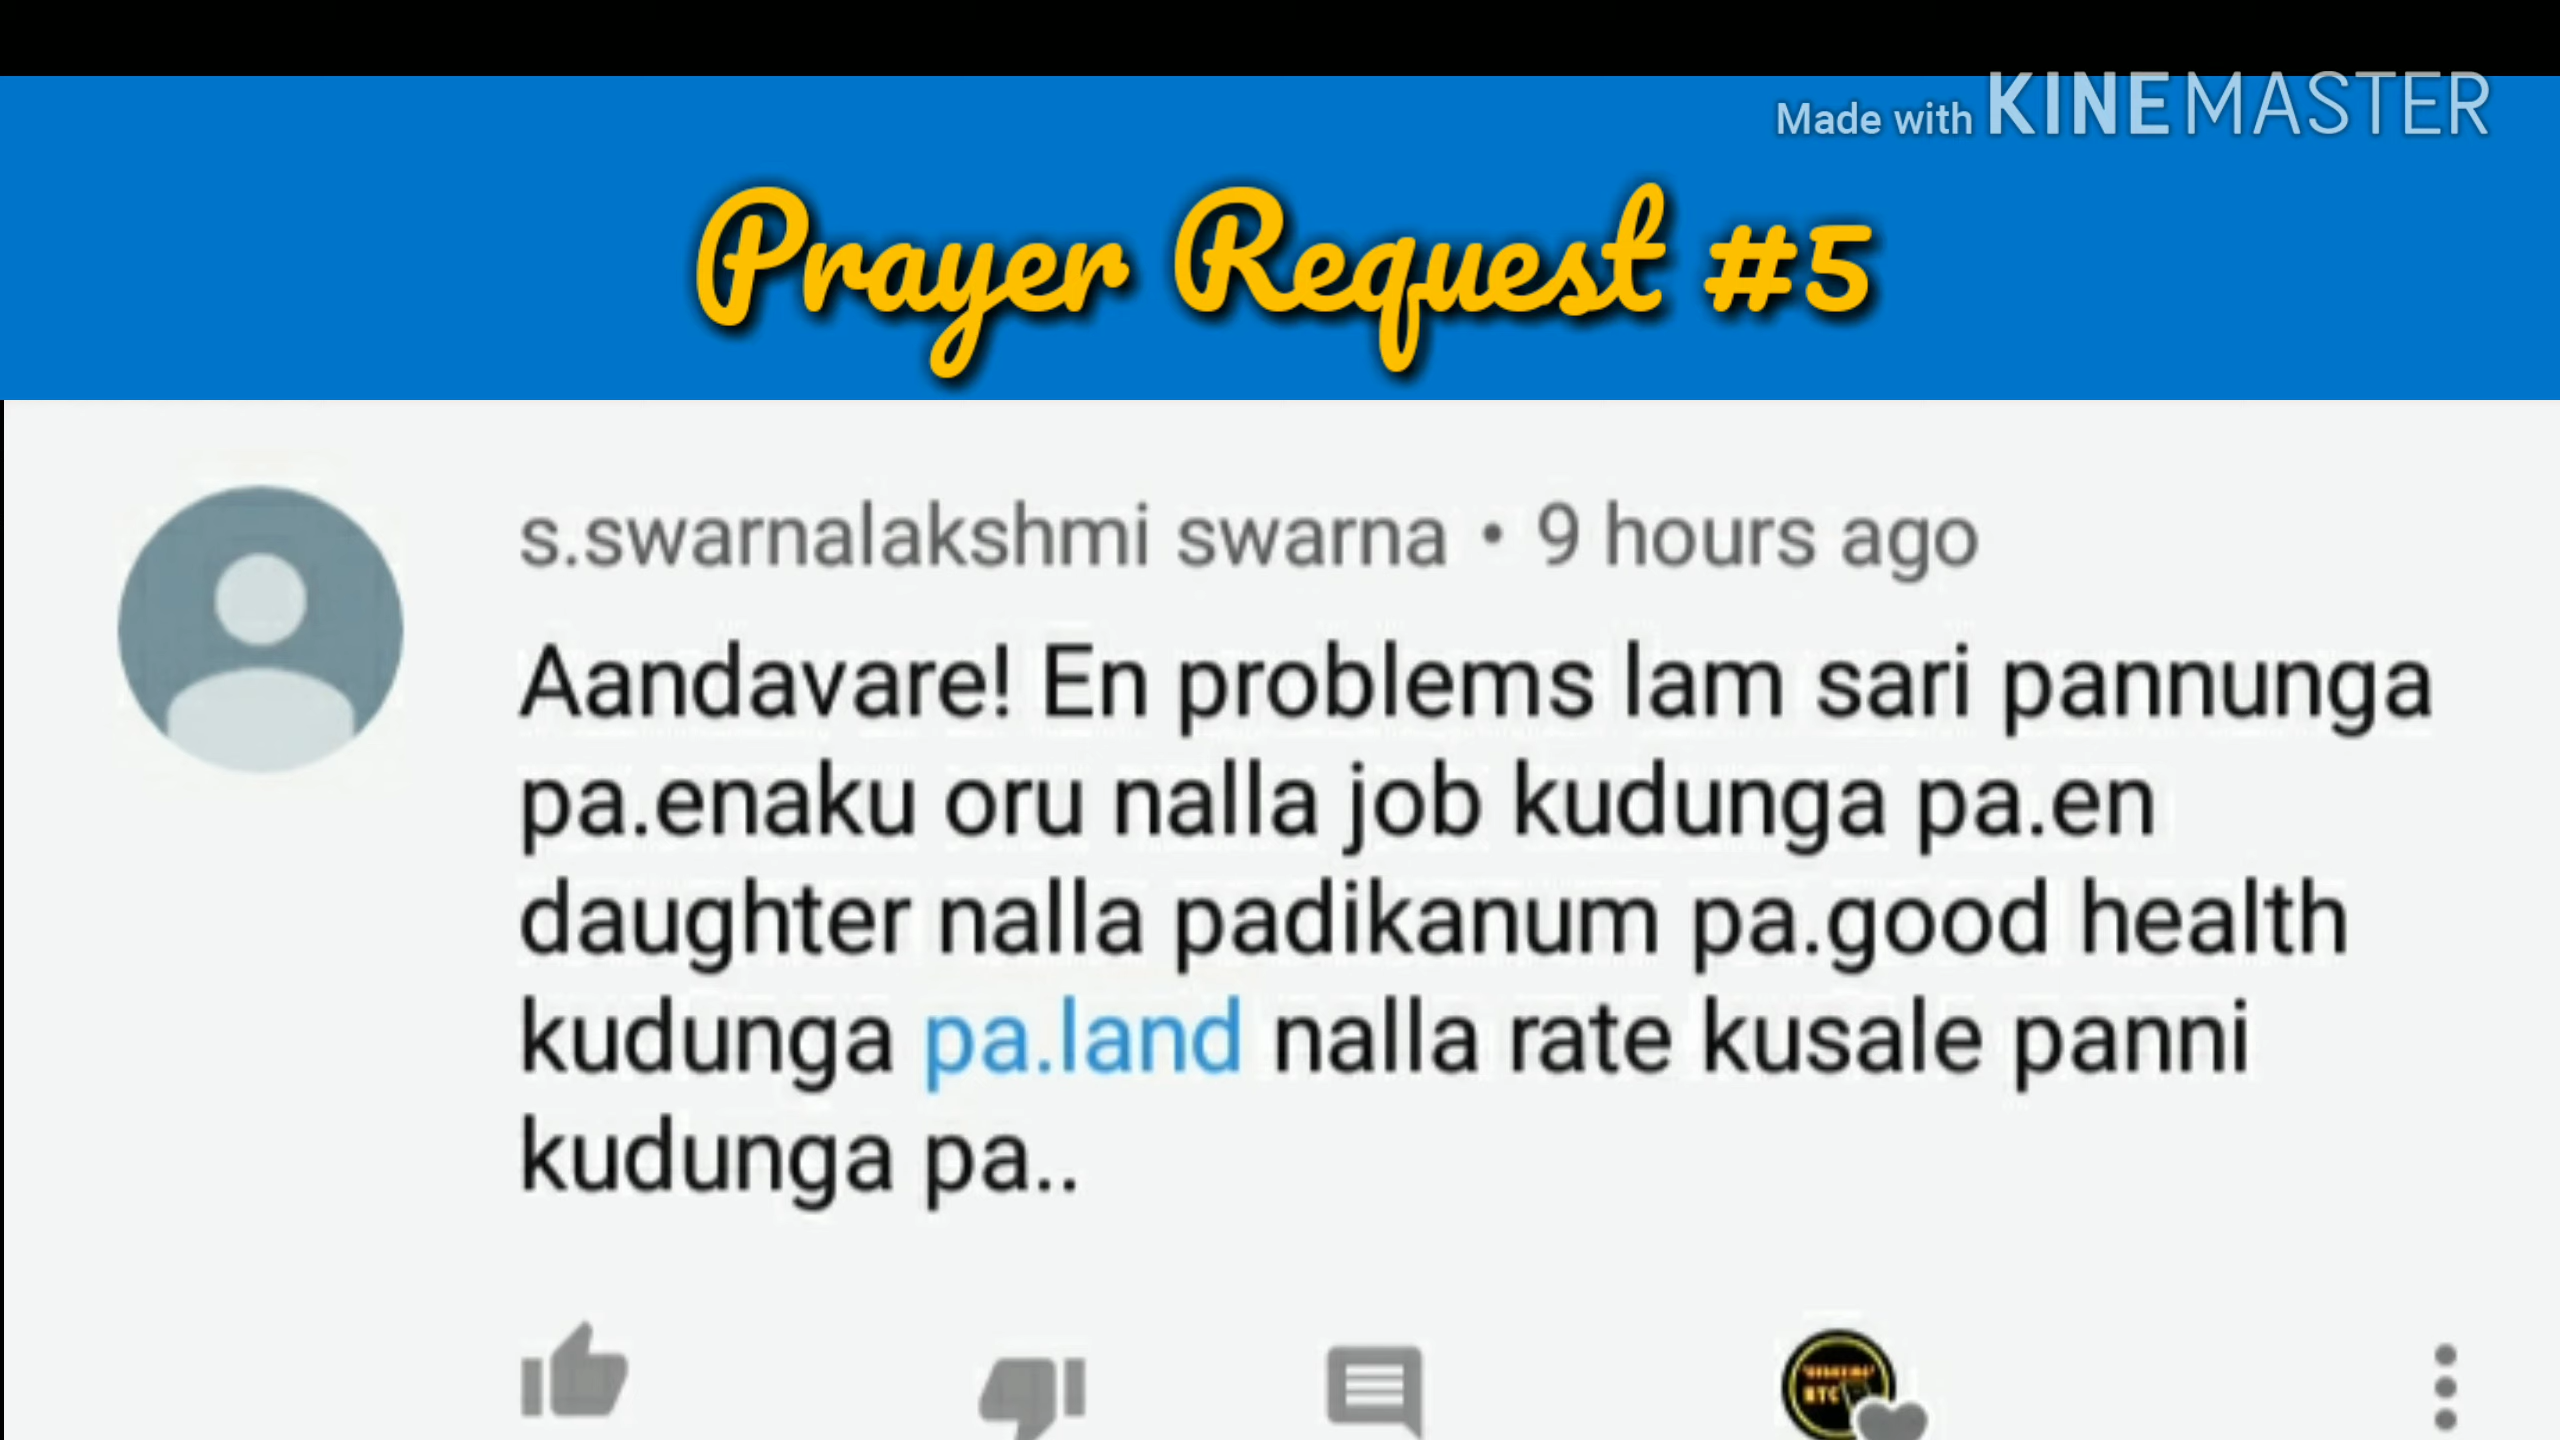 Made with KINEMASTER
Prayer Request #5
s.swarnalakshmi swarna • 9 hours ago
Aandavare! En problems lam sari pannunga
pa.enaku oru nalla job kudunga pa.en
daughter nalla padikanum pa.good health
kudunga pa.land nalla rate kusale panni
kudunga pa..